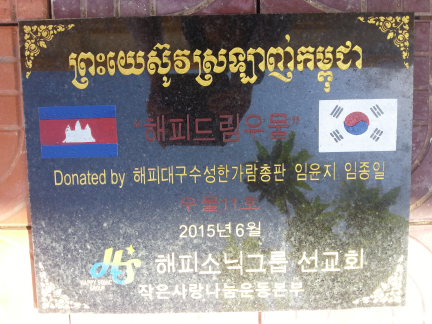 ព្រះយេស៊ូវស្រឡាញ់កម្ពុជា
"해피드림우물"
Donated by 해피대구수성한가람총판 임윤지 임종일
2015년 6월
해피소닉그룹 선교회
작은사랑나눔운동본부